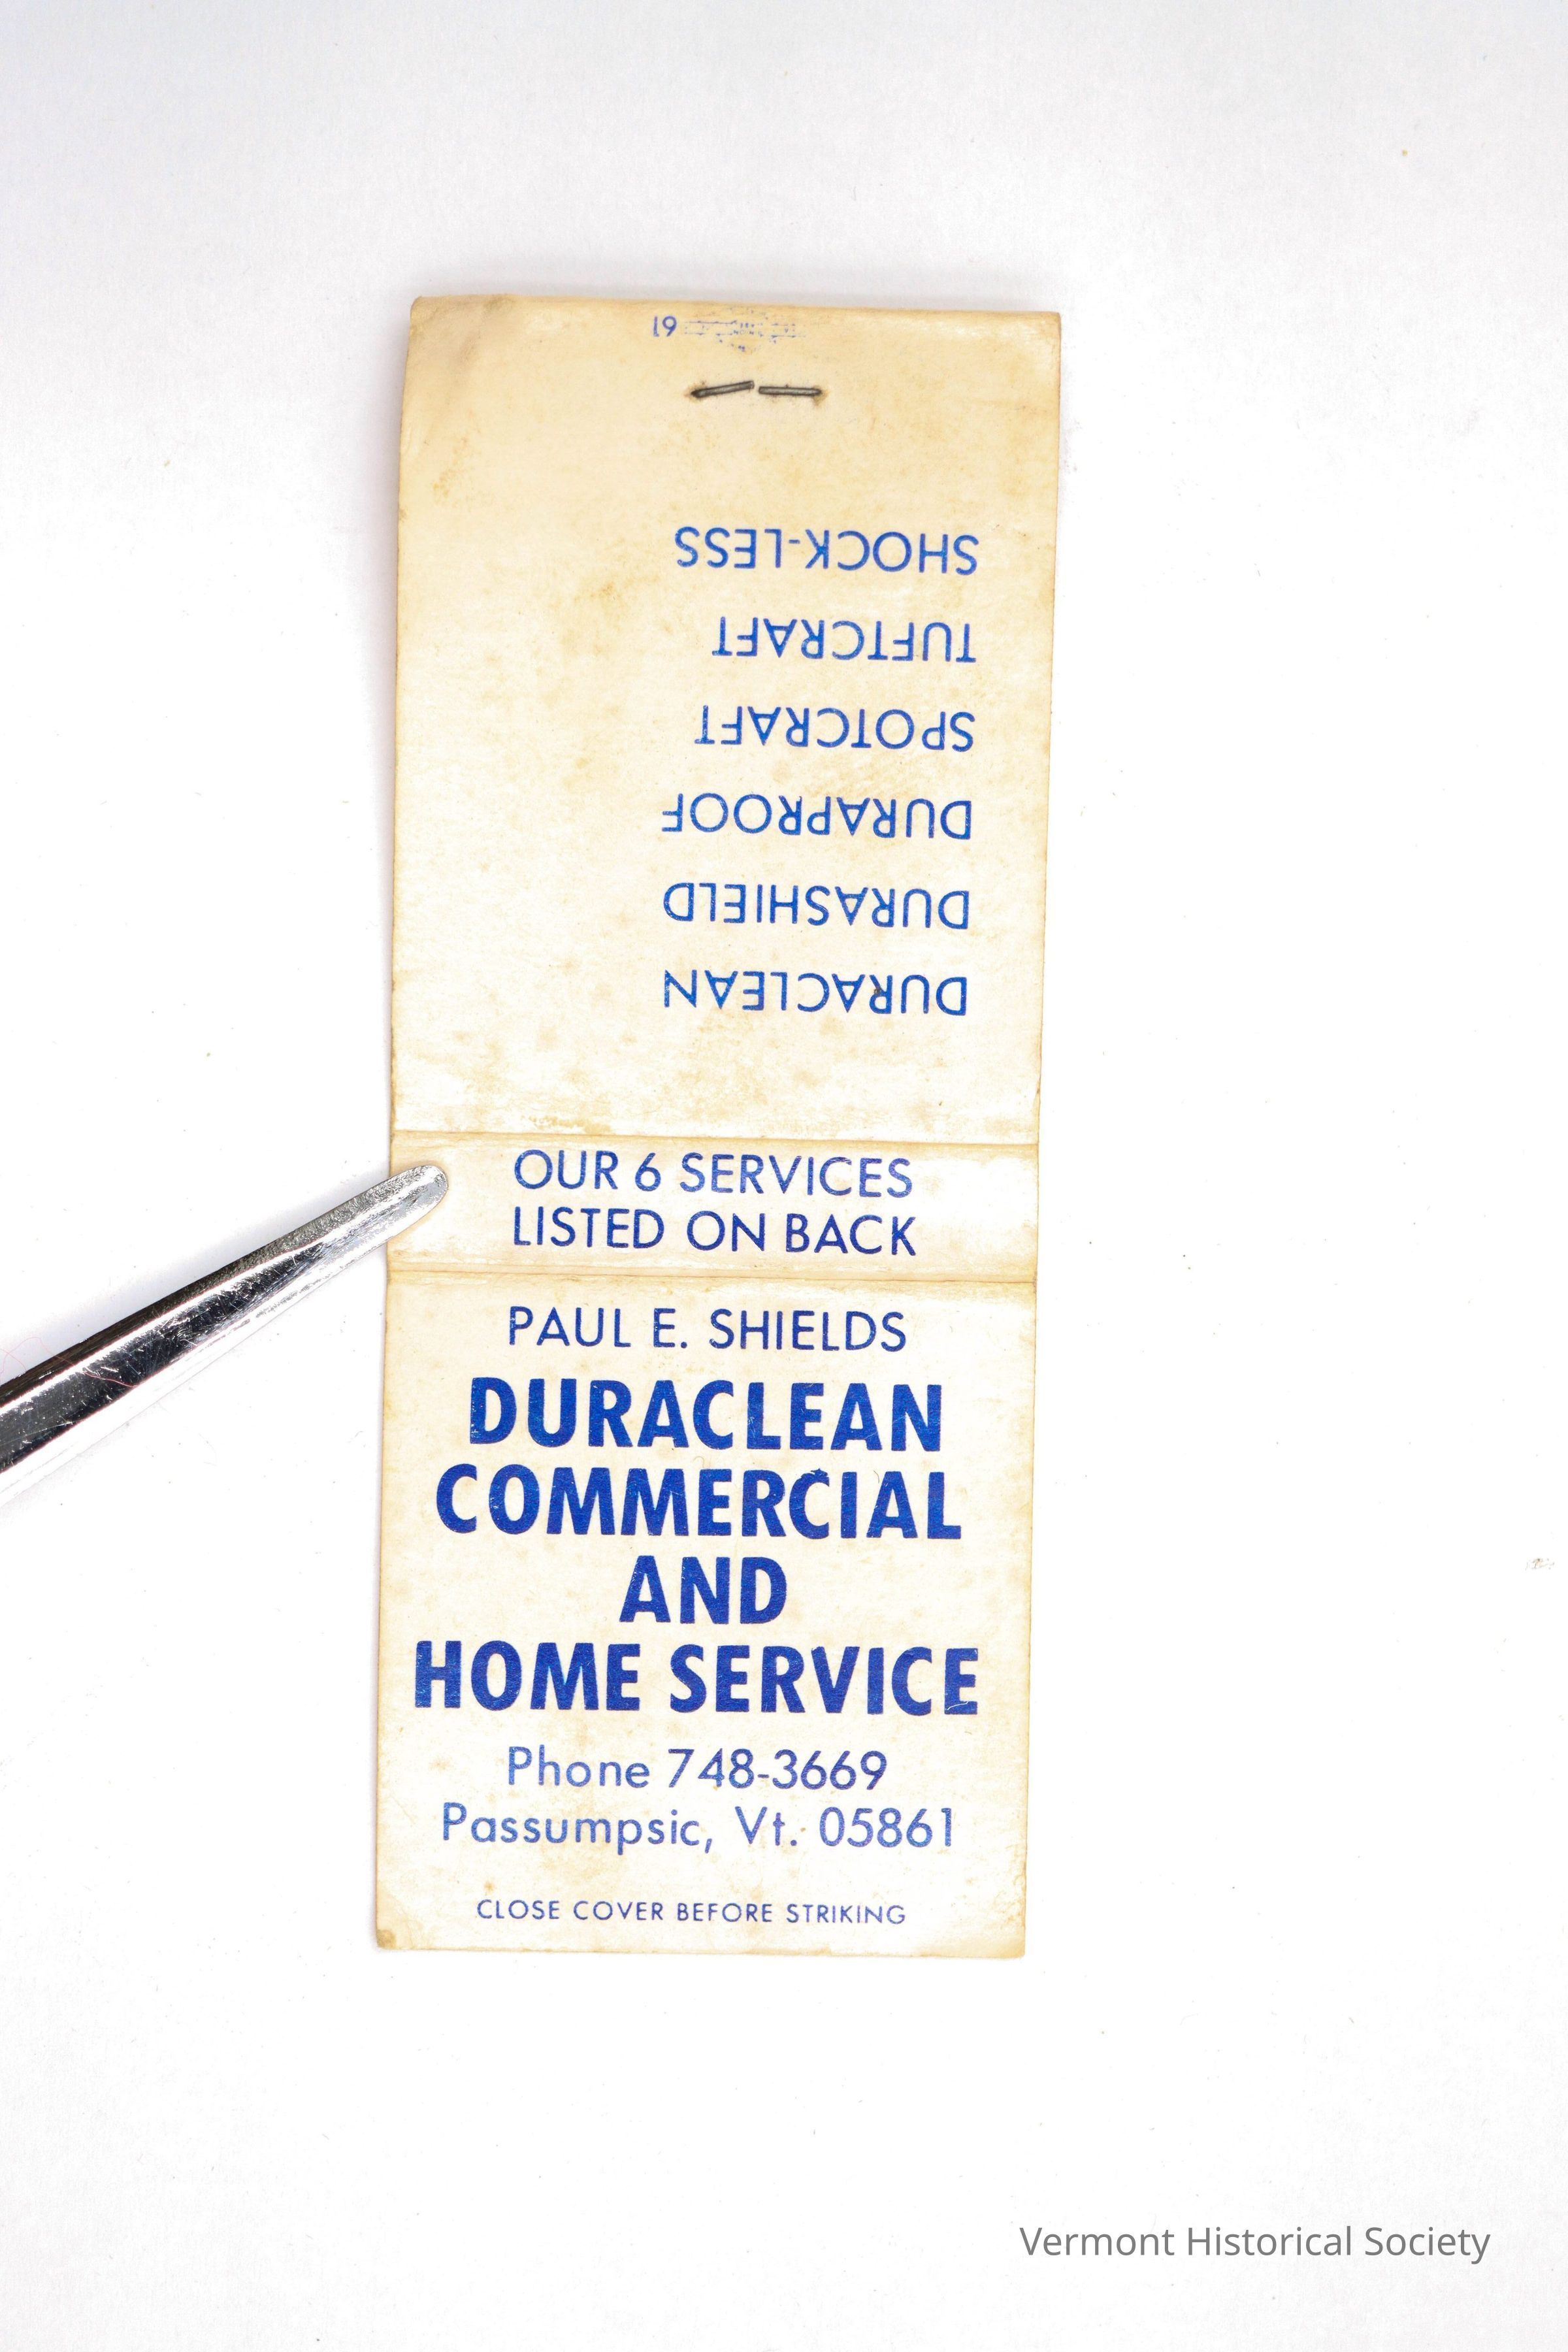 OUR 6 SERVICES
LISTED ON BACK
PAUL E. SHIELDS
DURACLEAN
COMMERCIAL
AND
HOME SERVICE
Phone 748-3669
Passumpsic, Vt. 05861
CLOSE COVER BEFORE STRIKING
DURACLEAN
DURASHIELD
DURAPROOF
SPOTCRAFT
TUFTCRAFT
SHOCK-LESS
Vermont Historical Society